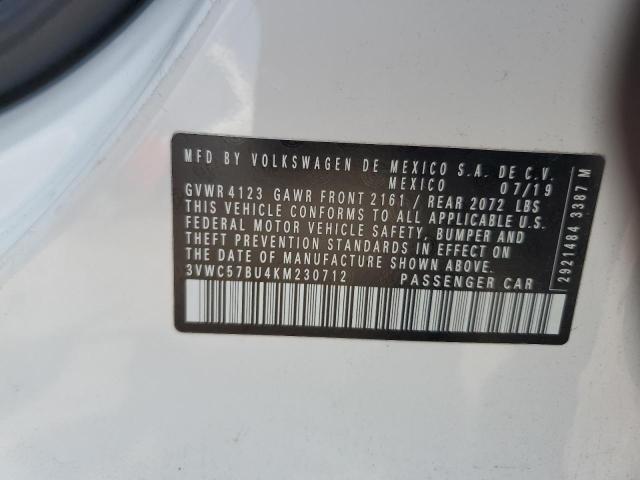 MFD BY VOLKSWAGEN DE MEXICO S.A. DE C.V.
MEXICO 07/19
GVWR 4123 GAWR FRONT 2161 / REAR 2072 LBS
THIS VEHICLE CONFORMS TO ALL APPLICABLE U.S.
FEDERAL MOTOR VEHICLE SAFETY, BUMPER AND
THEFT PREVENTION STANDARDS IN EFFECT ON
THE DATE OF MANUFACTURE SHOWN ABOVE.
3VWC57BU4KM230712 PASSENGER CAR
2921484 3387 M